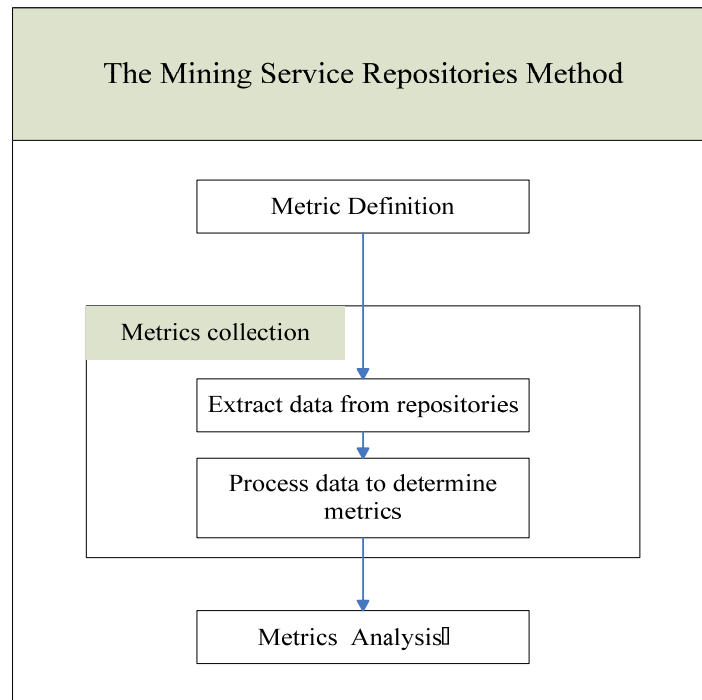 The Mining Service Repositories Method
Metric Definition
Metrics collection
Extract data from repositories
Process data to determine
metrics
Metrics Analysis